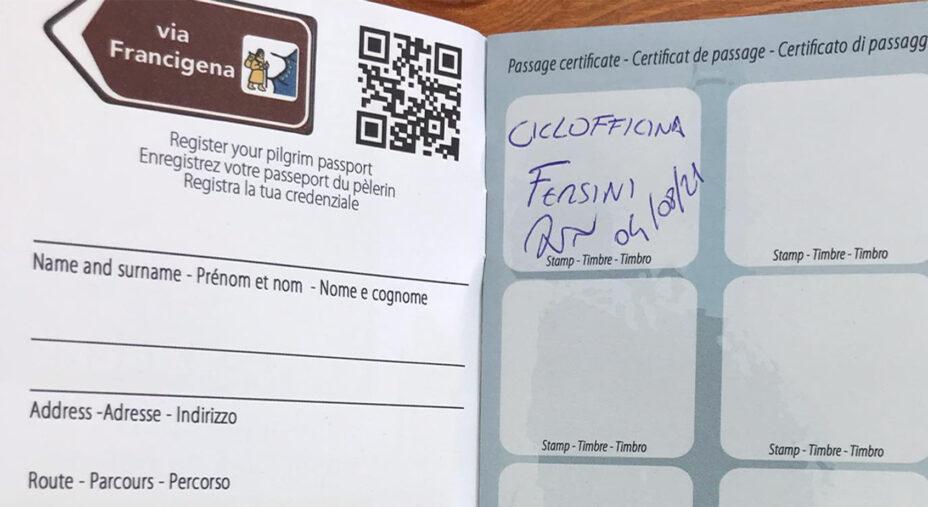 via
Francigena
Register your pilgrim passport
Enregistrez votre passeport du pèlerin
Registra la tua credenziale
Name and surname - Prénom et nom - Nome e cognome
Address -Adresse - Indirizzo
Route - Parcours - Percorso
Passage certificate - Certificat de passage - Certificato di passagg
CICLOFFICINA
FERSINI
04/08/21
Stamp - Timbre - Timbro
Stamp - Timbre - Timbro
Stamp - Timbre - Timbro
Stamp - Timbre - Timbro